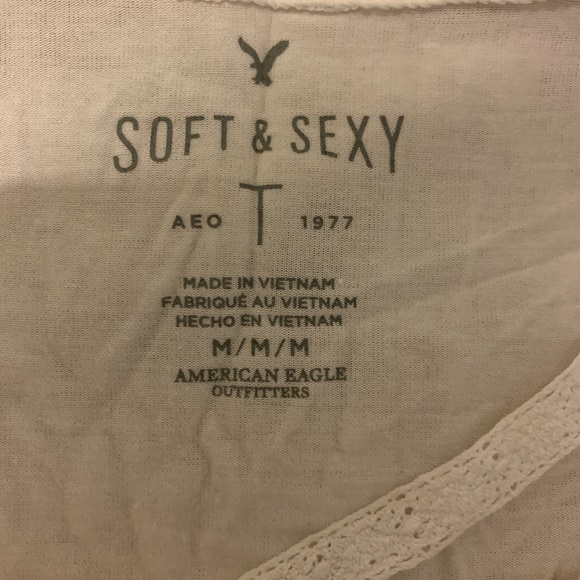 SOFT & SEXY
T
AEO 1977
MADE IN VIETNAM
FABRIQUÉ AU VIETNAM
HECHO EN VIETNAM
M/M/M
AMERICAN EAGLE
OUTFITTERS